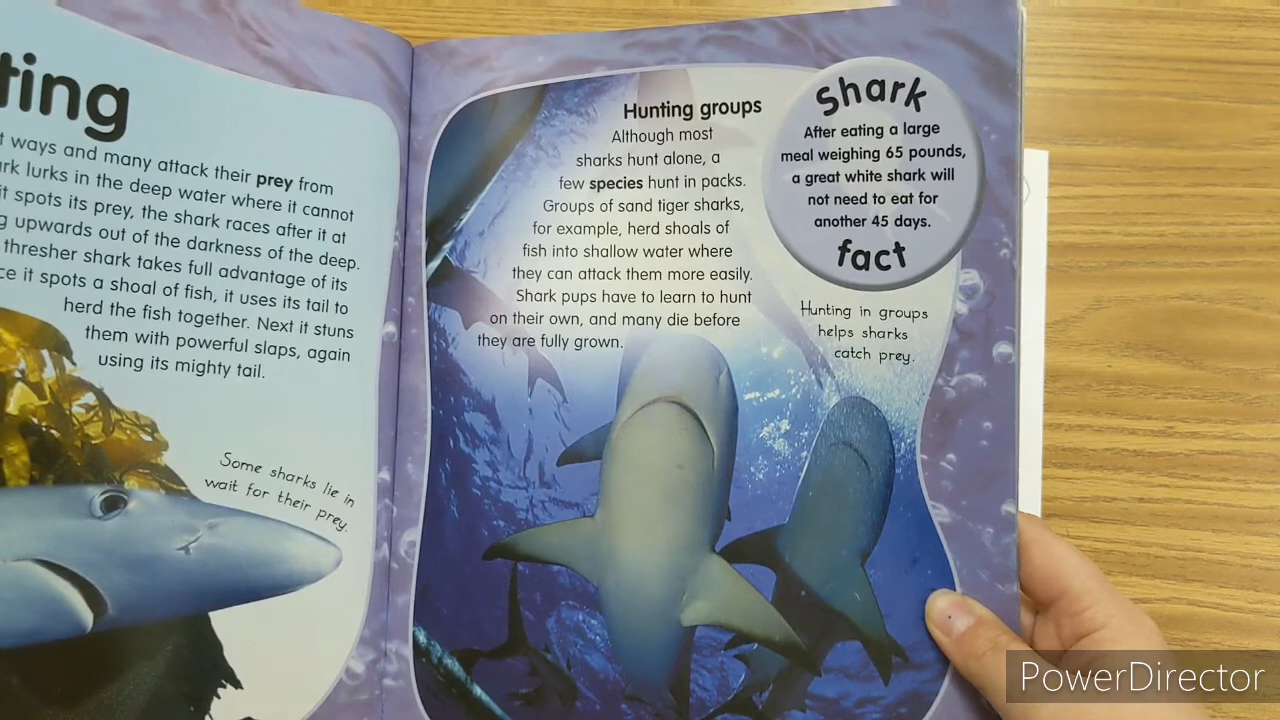 ting
ways and many attack their prey from
lurks in the deep water where it cannot
it spots its prey, the shark races after it at
upwards out of the darkness of the deep.
thresher shark takes full advantage of its
it spots a shoal of fish, it uses its tail to
herd the fish together. Next it stuns
them with powerful slaps, again
using its mighty tail.
Some sharks lie in
wait for their prey.
Hunting groups
Although most
sharks hunt alone, a
few species hunt in packs.
Groups of sand tiger sharks,
for example, herd shoals of
fish into shallow water where
they can attack them more easily.
Shark pups have to learn to hunt
on their own, and many die before
they are fully grown.
Shark
After eating a large
meal weighing 65 pounds,
a great white shark will
not need to eat for
another 45 days.
fact
Hunting in groups
helps sharks
catch prey.
PowerDirector